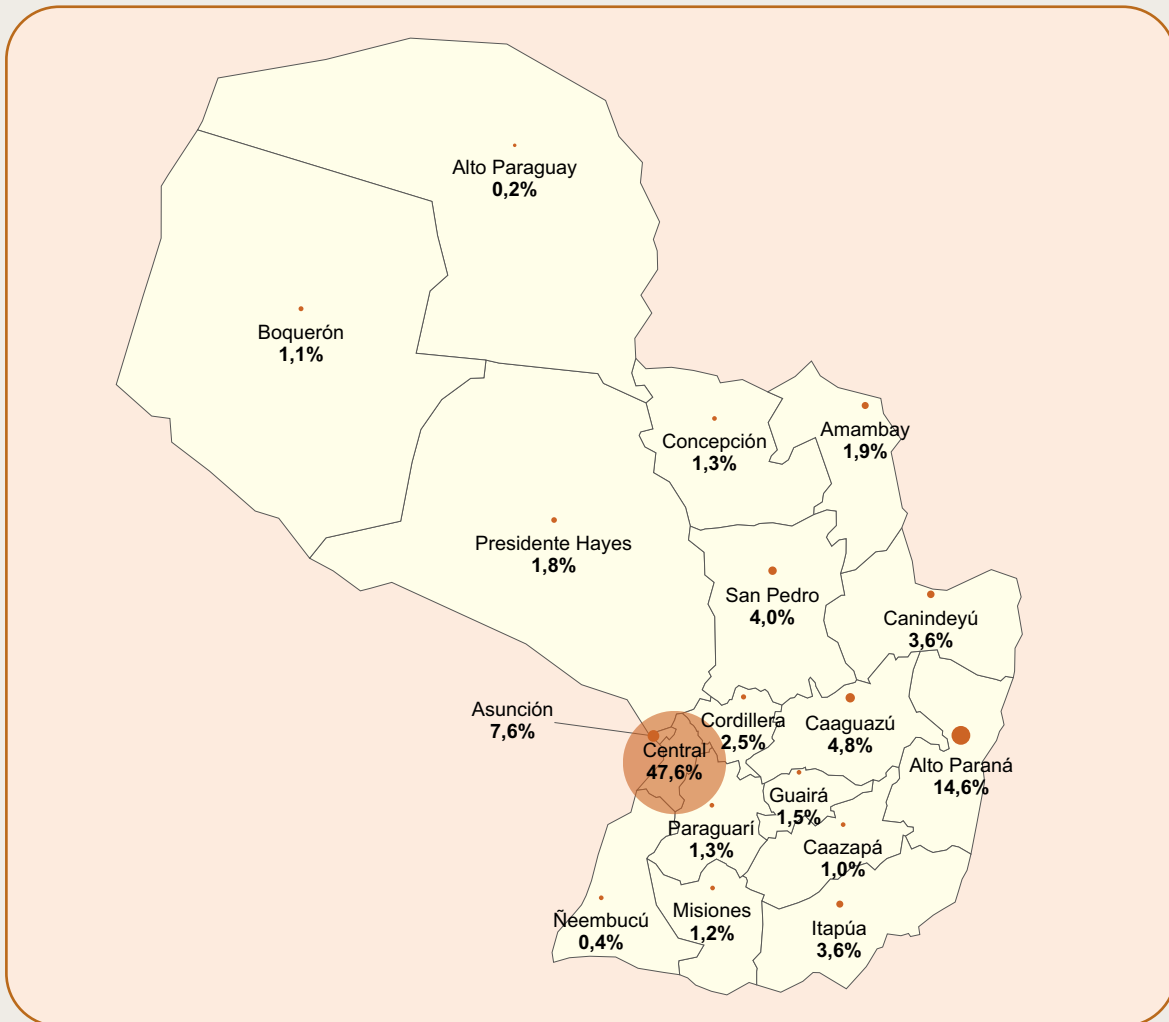 Alto Paraguay
0,2%
Boquerón
1,1%
Concepción
1,3%
Amambay
1,9%
Presidente Hayes
1,8%
San Pedro
4,0%
Canindeyú
3,6%
Asunción
7,6%
Central
47,6%
Cordillera
2,5%
Caaguazú
4,8%
Alto Paraná
14,6%
Guairá
1,5%
Paraguarí
1,3%
Caazapá
1,0%
Ñeembucú
0,4%
Misiones
1,2%
Itapúa
3,6%